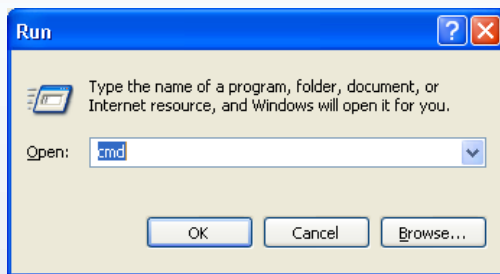 Run
Type the name of a program, folder, document, or
Internet resource, and Windows will open it for you.
Open: cmd
OK Cancel Browse...